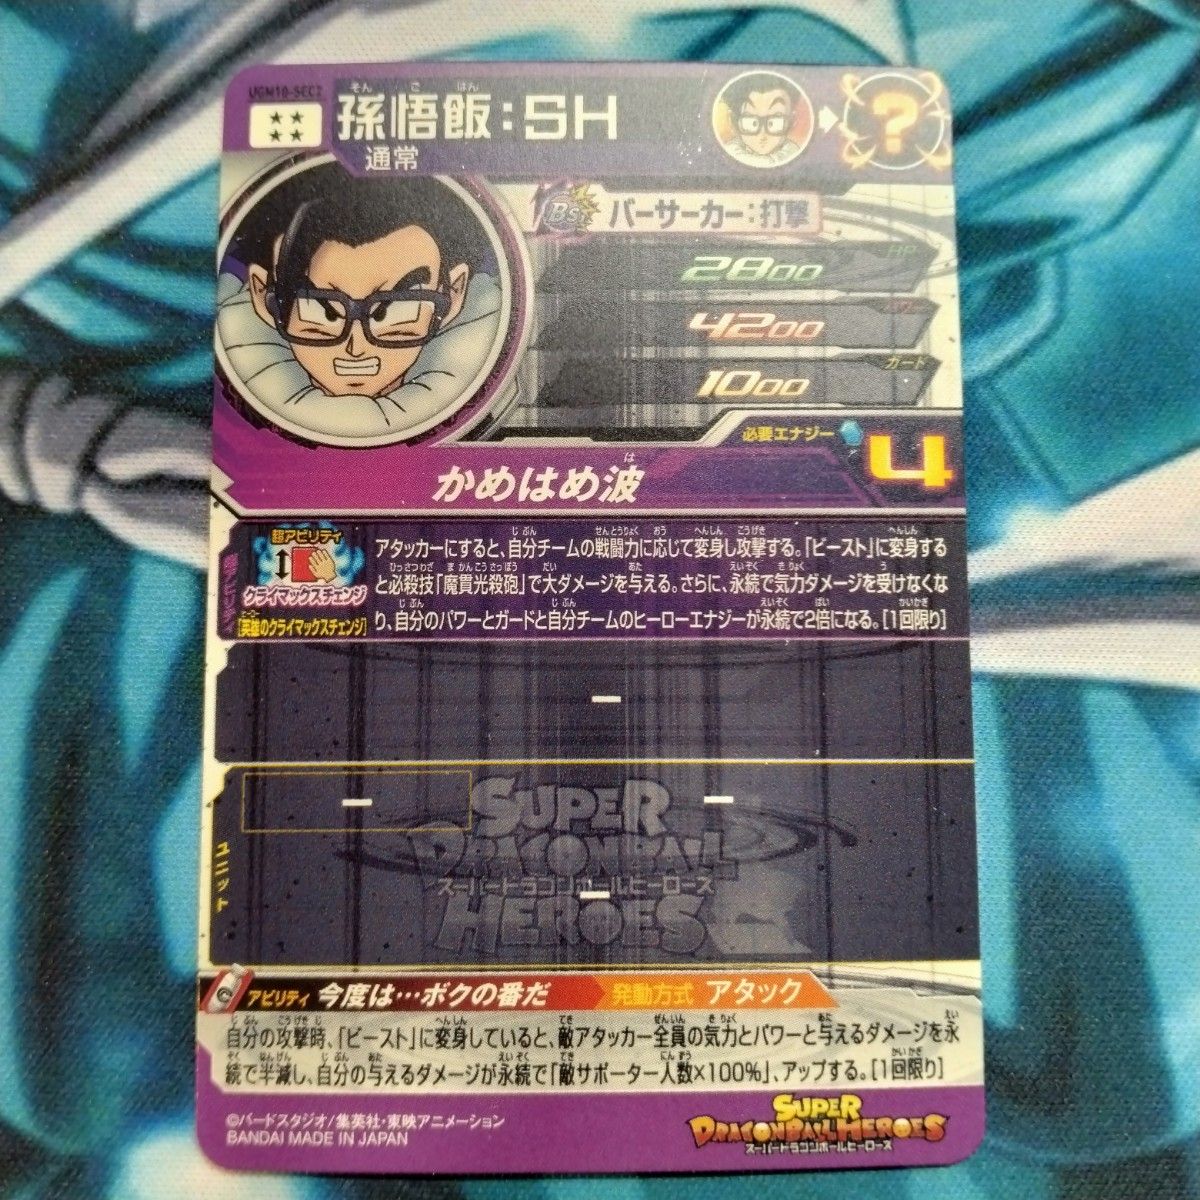 UGM10-SEC2
★★
★★
孫悟飯:SH
そん ご はん
通常
?
BS バーサーカー:打撃
HP
2800
パワー
4200
ガード
1000
必要エナジー 4
かめはめ波
は
超アビリティ
クライマックスチェンジ
[英雄のクライマックスチェンジ]
アタッカーにすると、自分チームの戦闘力に応じて変身し攻撃する。「ビースト」に変身する
と必殺技「魔貫光殺砲」で大ダメージを与える。さらに、永続で気力ダメージを受けなくな
り、自分のパワーとガードと自分チームのヒーローエナジーが永続で2倍になる。[1回限り]
ー
ー ー
ー
ユニット
SUPER
DRAGONBALL
スーパードラゴンボールヒーローズ
HEROES
アビリティ 今度は…ボクの番だ 発動方式 アタック
自分の攻撃時、「ビースト」に変身していると、敵アタッカー全員の気力とパワーと与えるダメージを永
続で半減し、自分の与えるダメージが永続で「敵サポーター人数×100%」、アップする。[1回限り]
©バードスタジオ/集英社・東映アニメーション
BANDAI MADE IN JAPAN
SUPER
DRAGONBALL HEROES
スーパードラゴンボールヒーローズ